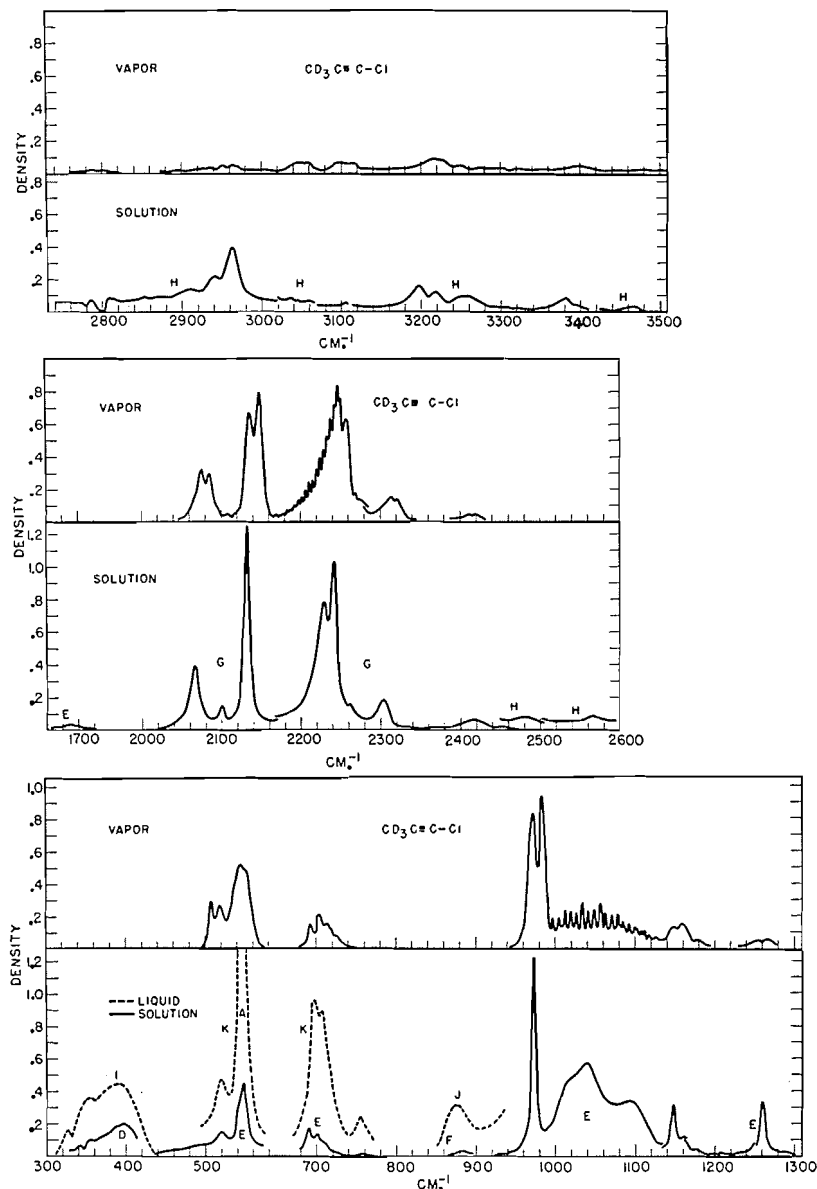 .8
VAPOR CD₃ C≡ C-Cl
.6
.4
.2
DENSITY
.8
SOLUTION
.6
.4
H H H H
.2
2800 2900 3000 3100 3200 3300 3400 3500
CM.⁻¹
.8
VAPOR CD₃ C≡ C-Cl
.6
.4
.2
DENSITY
1.2
1.0
SOLUTION
.8
.6
.4
G G
.2
E H H
1700 2000 2100 2200 2300 2400 2500 2600
CM.⁻¹
1.0
.8
VAPOR CD₃ C≡ C-Cl
.6
.4
.2
DENSITY
1.2
LIQUID
SOLUTION
1.0
K A K
.8
.6
.4
I J
.2
D E E F E E
300 400 500 700 800 900 1000 1100 1200 1300
CM.⁻¹